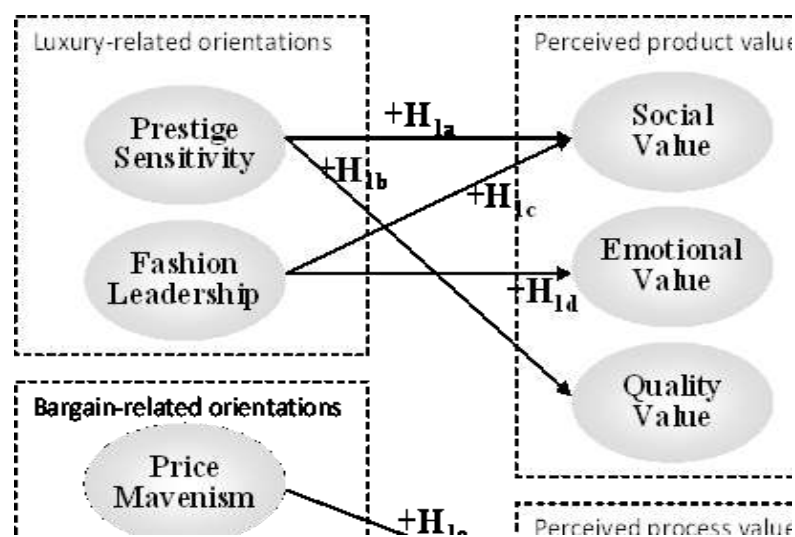 Luxury-related orientations
Perceived product value
Prestige
Sensitivity
+H1a
Social
Value
+H1b
+H1c
Fashion
Leadership
Emotional
Value
+H1d
Quality
Value
Bargain-related orientations
Price
Mavenism
Perceived process value